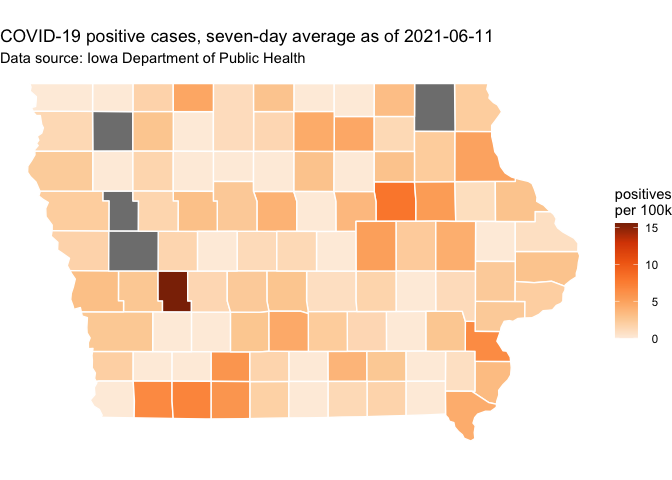 COVID-19 positive cases, seven-day average as of 2021-06-11
Data source: Iowa Department of Public Health
positives
per 100k
15
10
5
0